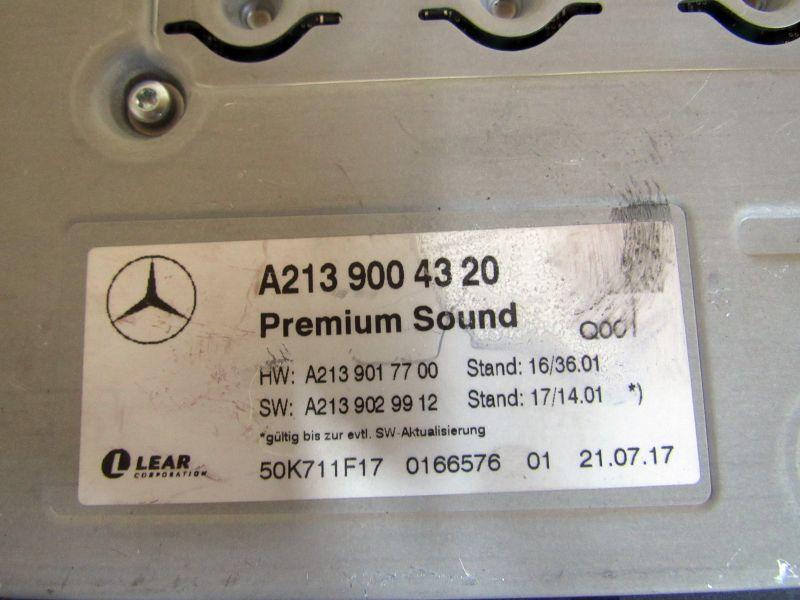 A213 900 43 20
Premium Sound
Q001
HW: A213 901 77 00 Stand: 16/36.01
SW: A213 902 99 12 Stand: 17/14.01 *)
*gültig bis zur evtl. SW-Aktualisierung
LEAR
CORPORATION
50K711F17 0166576 01 21.07.17